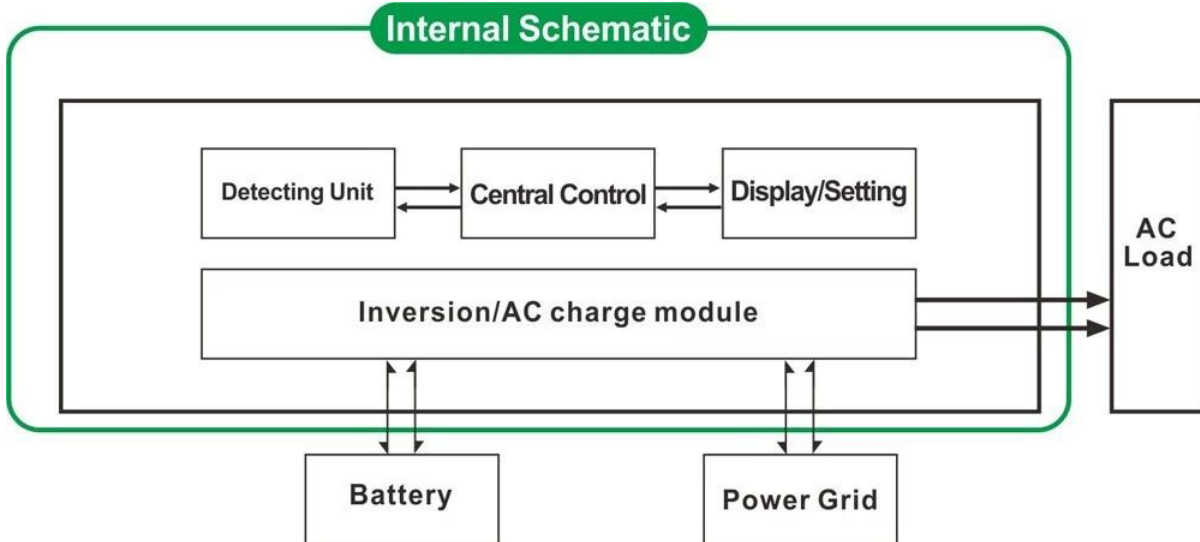 Internal Schematic
Detecting Unit
Central Control
Display/Setting
Inversion/AC charge module
AC
Load
Battery
Power Grid